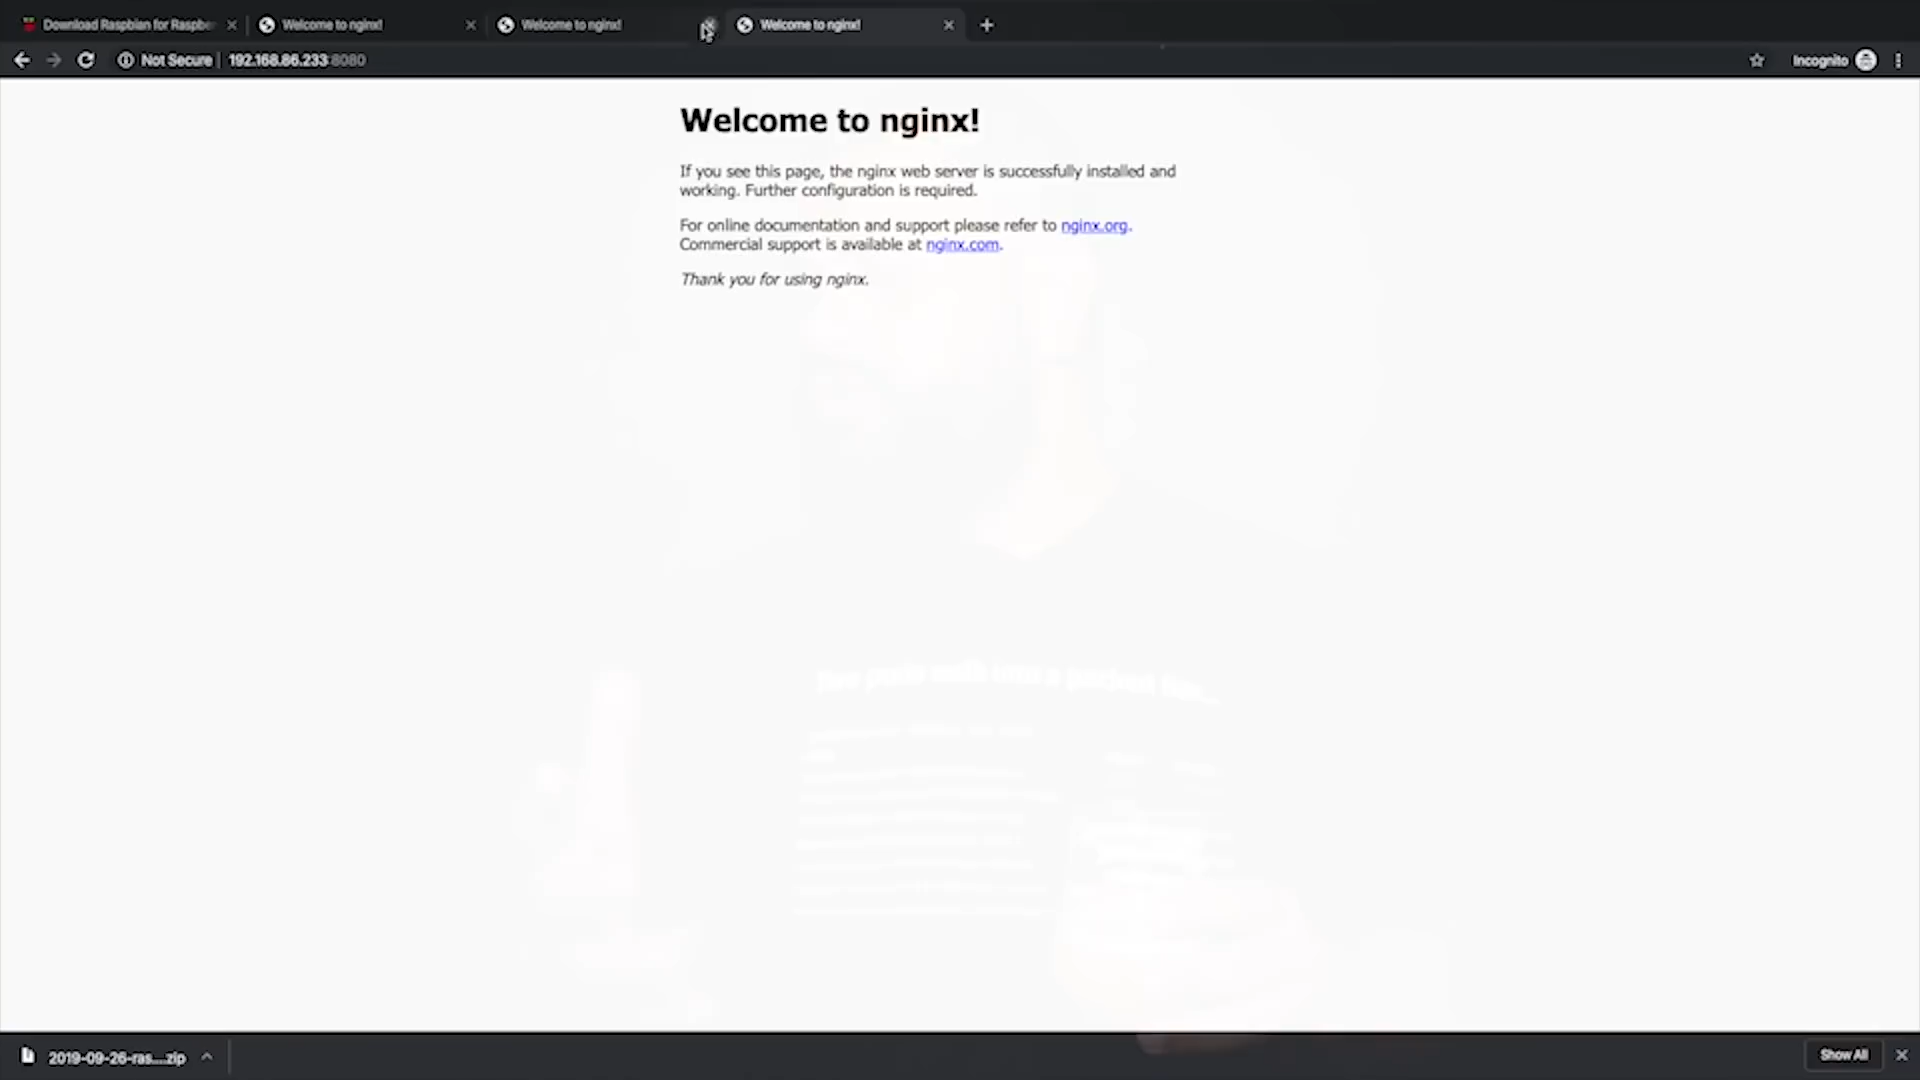 Download Raspbian for Raspbe
Welcome to nginx!
Welcome to nginx!
Welcome to nginx!
Not Secure
192.168.86.233:8080
Incognito
Welcome to nginx!
If you see this page, the nginx web server is successfully installed and
working. Further configuration is required.
For online documentation and support please refer to nginx.org.
Commercial support is available at nginx.com.
Thank you for using nginx.
2019-09-26-ras....zip
Show All